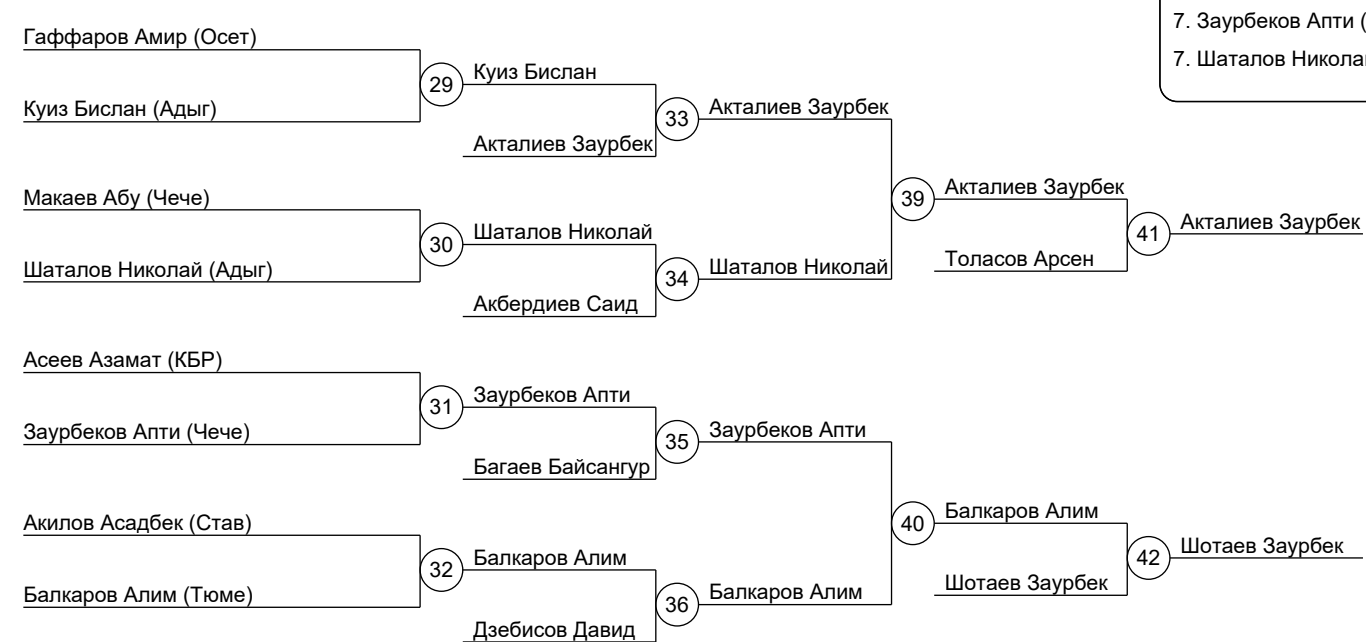 7. Заурбеков Апти (
7. Шаталов Никола
Гаффаров Амир (Осет)
Куиз Бислан (Адыг)
29
Куиз Бислан
Акталиев Заурбек
33
Акталиев Заурбек
Макаев Абу (Чече)
Шаталов Николай (Адыг)
30
Шаталов Николай
Акбердиев Саид
34
Шаталов Николай
39
Акталиев Заурбек
Толасов Арсен
41
Акталиев Заурбек
Асеев Азамат (КБР)
Заурбеков Апти (Чече)
31
Заурбеков Апти
Багаев Байсангур
35
Заурбеков Апти
Акилов Асадбек (Став)
Балкаров Алим (Тюме)
32
Балкаров Алим
Дзебисов Давид
36
Балкаров Алим
40
Балкаров Алим
Шотаев Заурбек
42
Шотаев Заурбек